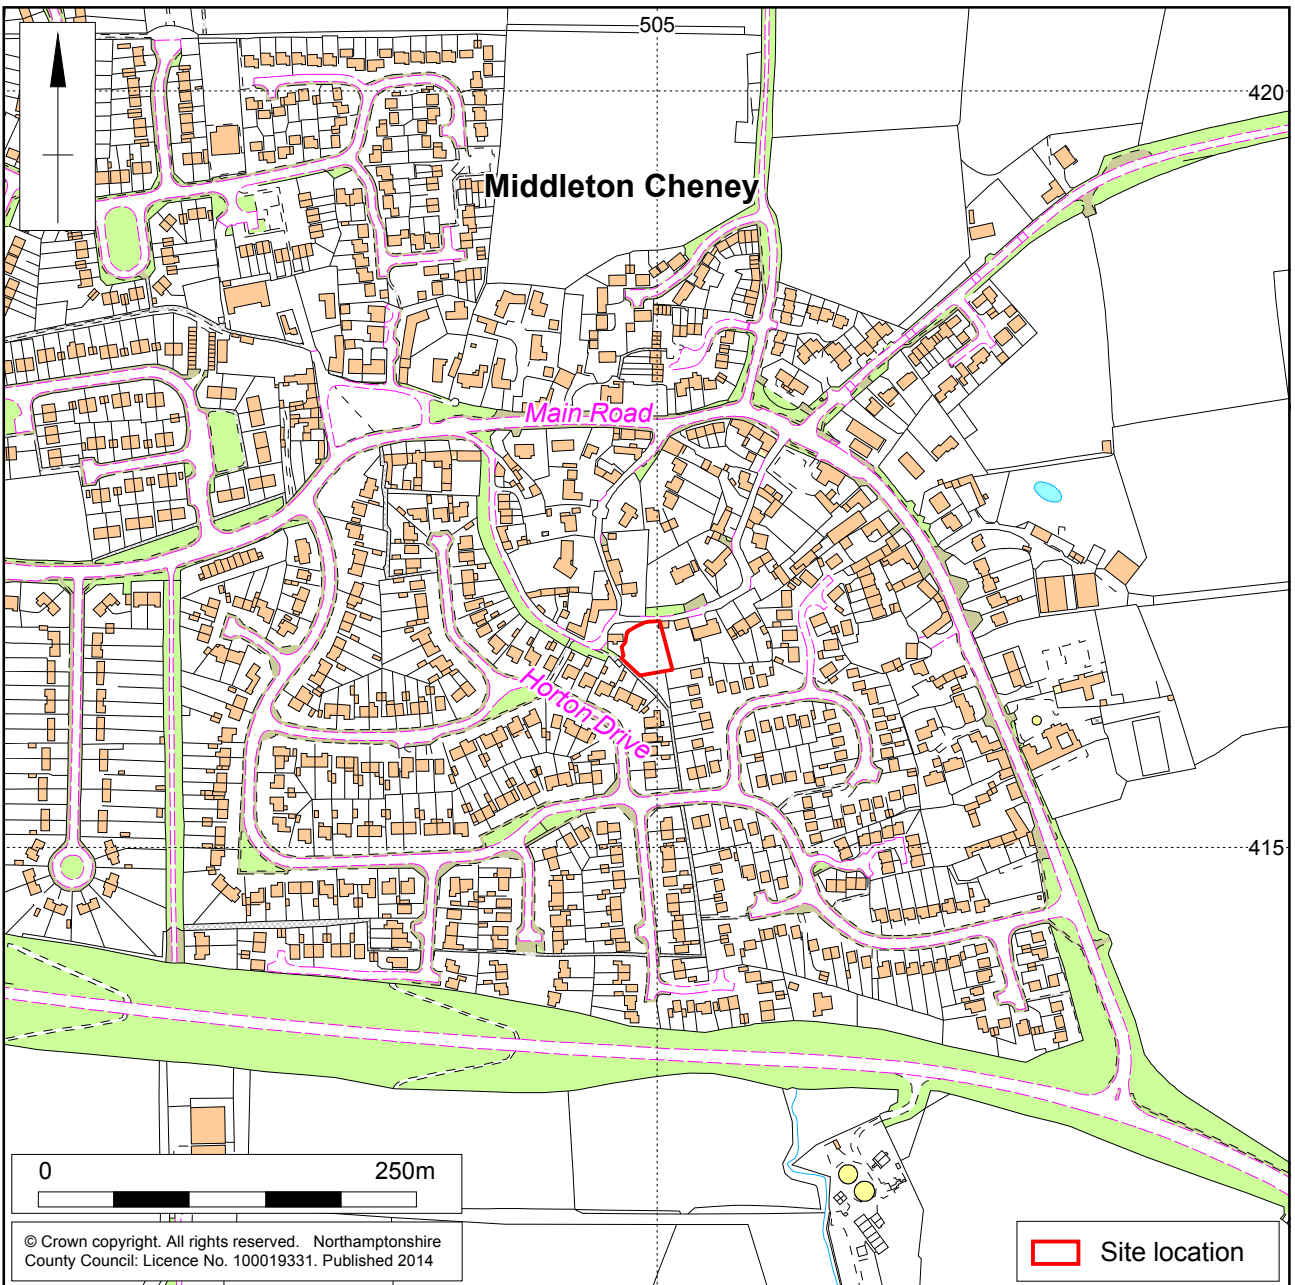 505
420
Middleton Cheney
Main Road
Horton Drive
415
0 250m
© Crown copyright. All rights reserved. Northamptonshire
County Council: Licence No. 100019331. Published 2014
Site location